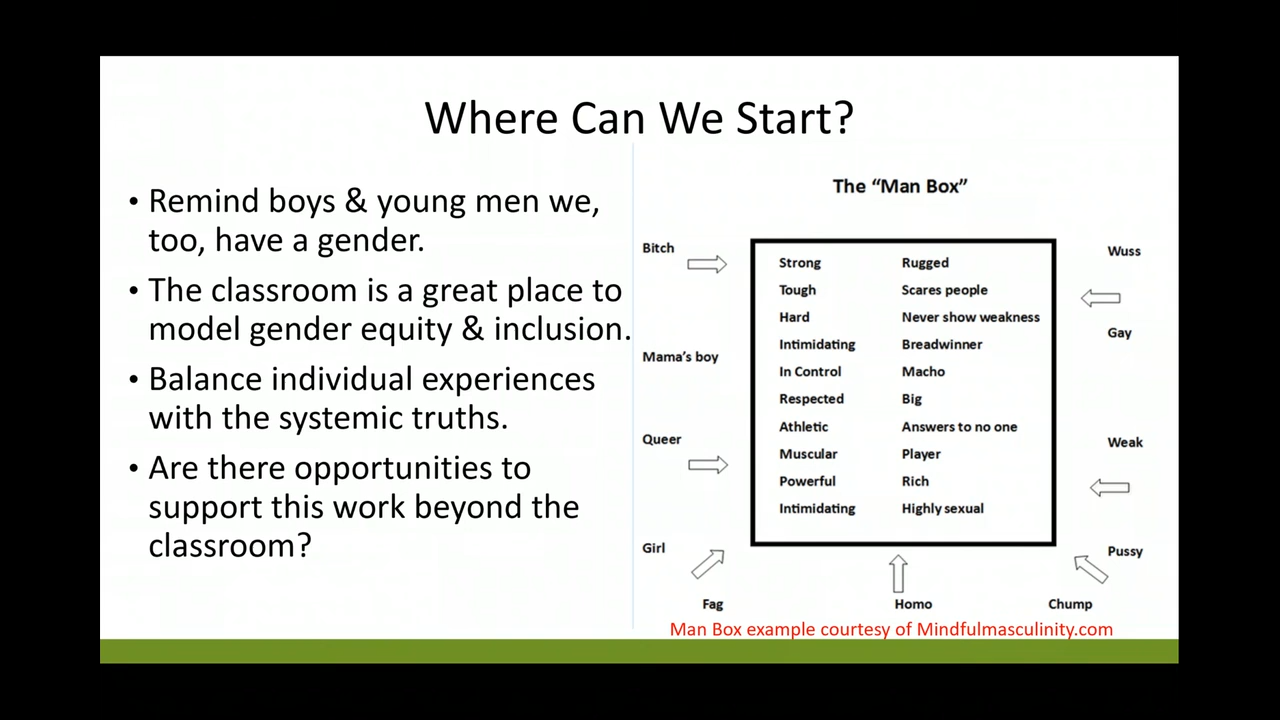 Where Can We Start?
• Remind boys & young men we,
too, have a gender.
• The classroom is a great place to
model gender equity & inclusion.
• Balance individual experiences
with the systemic truths.
• Are there opportunities to
support this work beyond the
classroom?
The “Man Box”
Bitch
Mama's boy
Queer
Girl
Strong Rugged
Tough Scares people
Hard Never show weakness
Intimidating Breadwinner
In Control Macho
Respected Big
Athletic Answers to no one
Muscular Player
Powerful Rich
Intimidating Highly sexual
Wuss
Gay
Weak
Pussy
Fag Homo Chump
Man Box example courtesy of Mindfulmasculinity.com